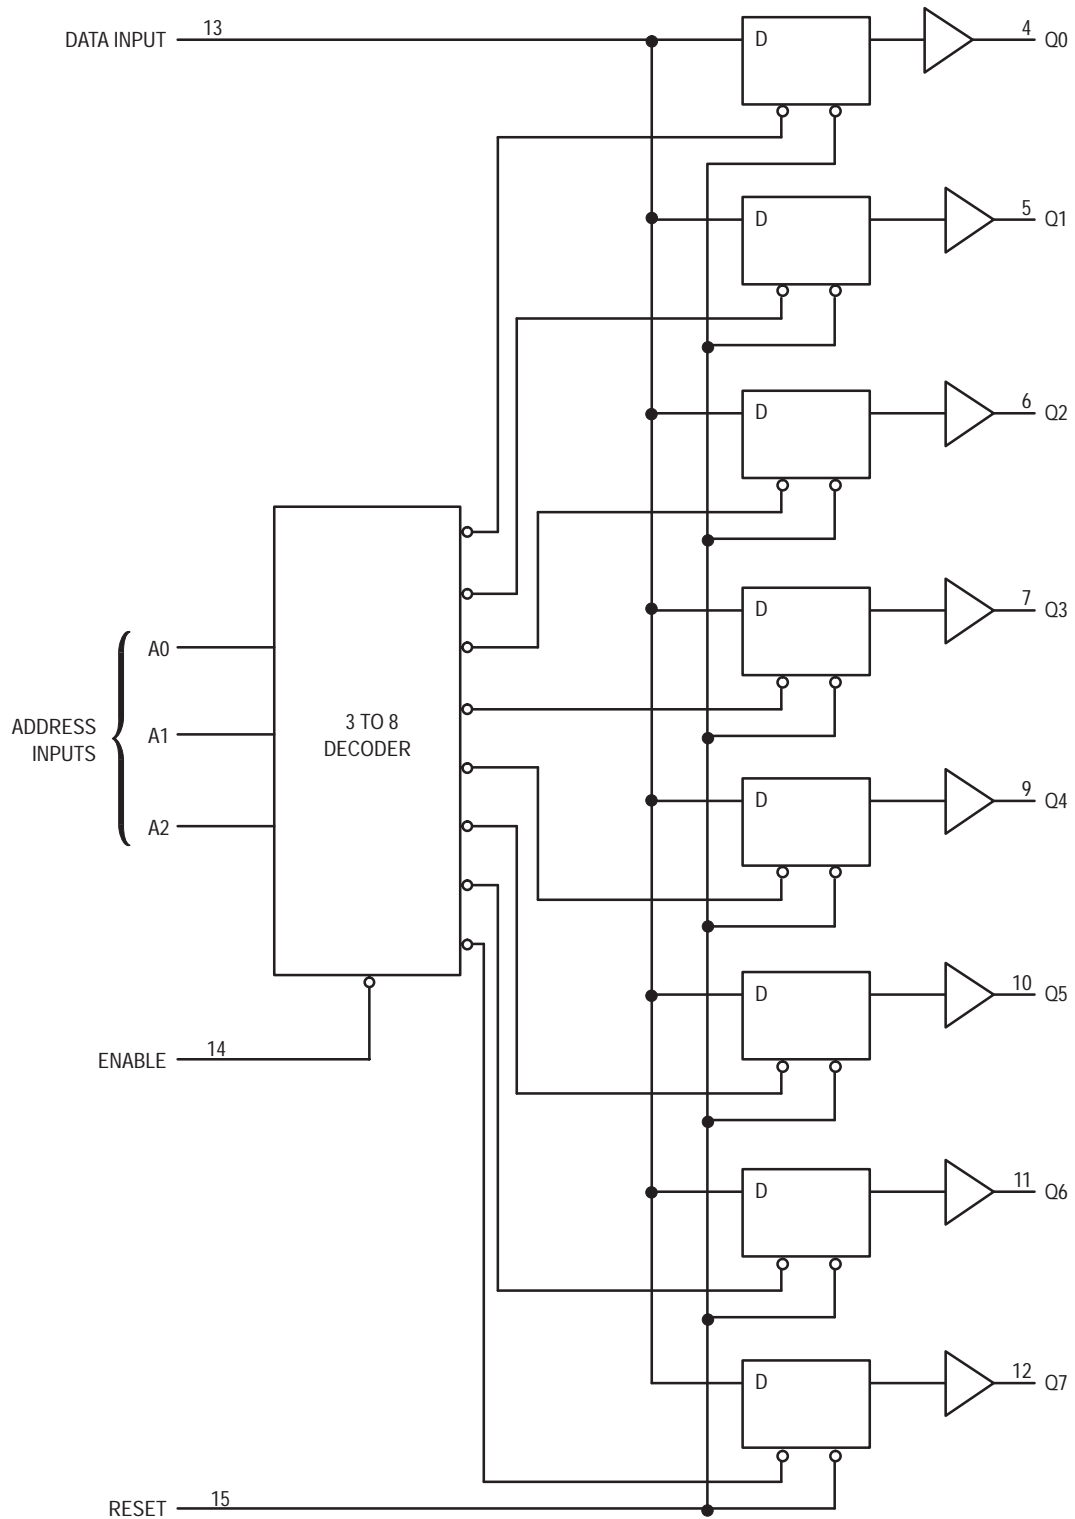 DATA INPUT 13
D 4 Q0
D 5 Q1
D 6 Q2
D 7 Q3
A0
ADDRESS
INPUTS
A1
A2
3 TO 8
DECODER
D 9 Q4
D 10 Q5
ENABLE 14
D 11 Q6
D 12 Q7
RESET 15